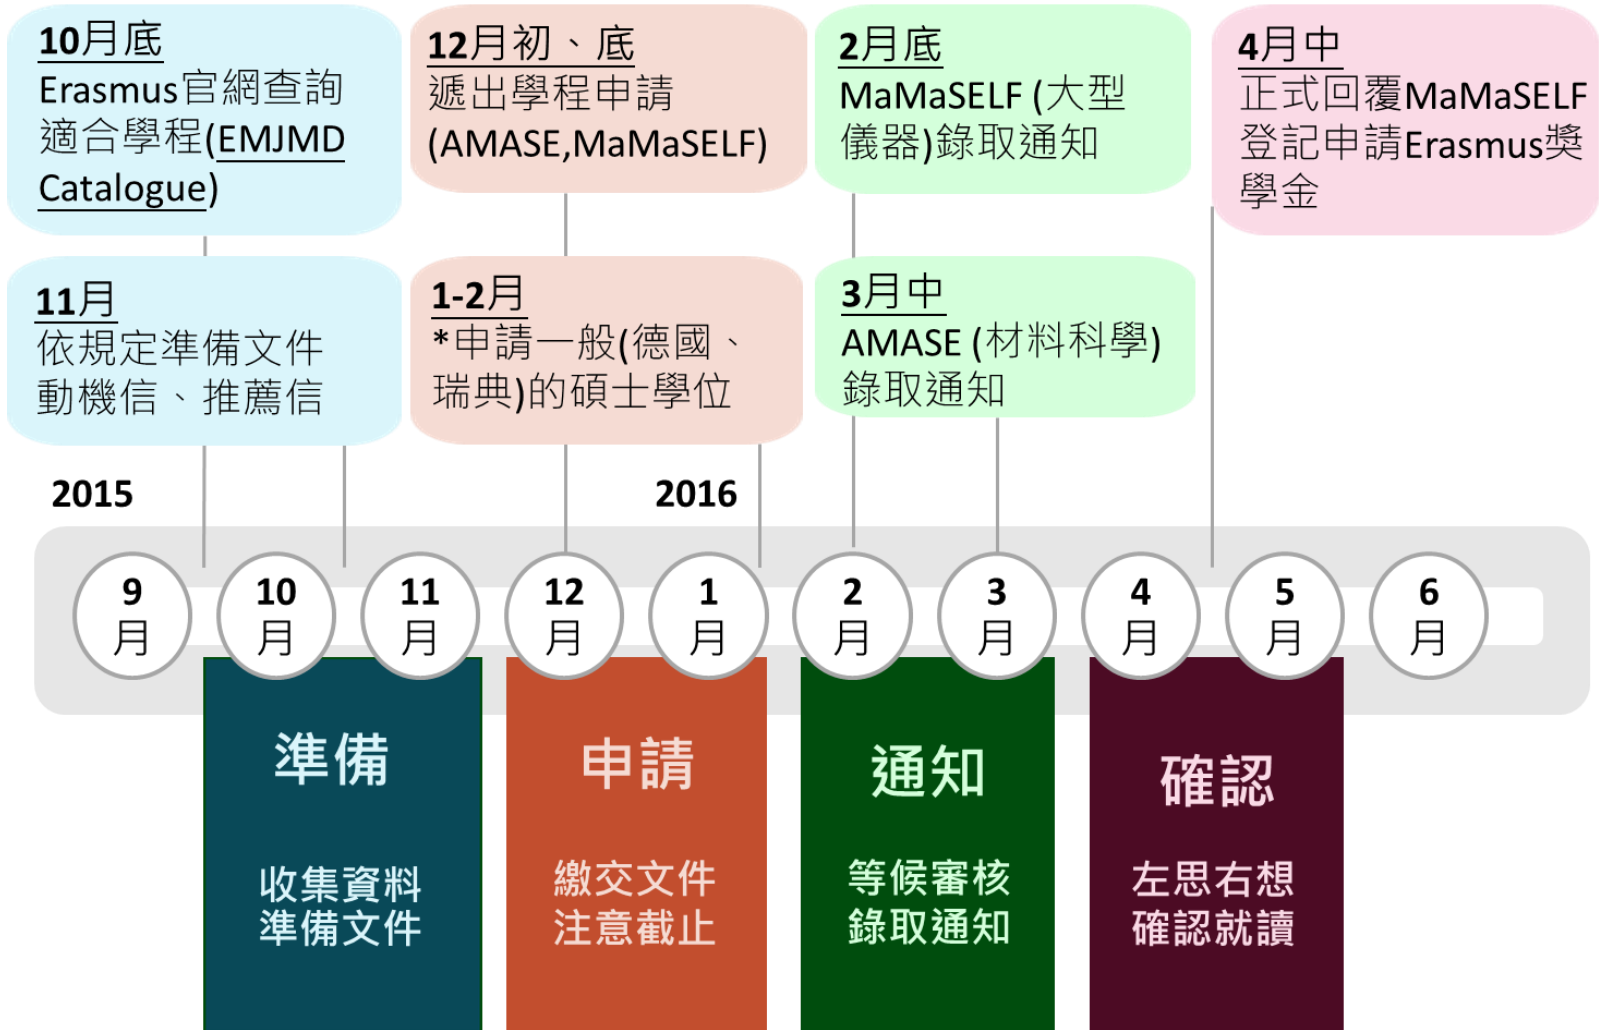 10月底
Erasmus官網查詢
適合學程(EMJMD
Catalogue)
12月初、底
遞出學程申請
(AMASE,MaMaSELF)
2月底
MaMaSELF (大型
儀器)錄取通知
4月中
正式回覆MaMaSELF
登記申請Erasmus獎
學金
11月
依規定準備文件
動機信、推薦信
1-2月
*申請一般(德國、
瑞典)的碩士學位
3月中
AMASE (材料科學)
錄取通知
2015
2016
9
月
10
月
11
月
12
月
1
月
2
月
3
月
4
月
5
月
6
月
準備
收集資料
準備文件
申請
繳交文件
注意截止
通知
等候審核
錄取通知
確認
左思右想
確認就讀